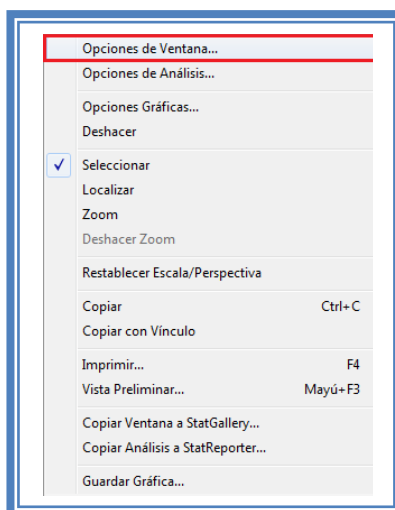 Opciones de Ventana...
Opciones de Análisis...
Opciones Gráficas...
Deshacer
Seleccionar
Localizar
Zoom
Deshacer Zoom
Restablecer Escala/Perspectiva
Copiar Ctrl+C
Copiar con Vínculo
Imprimir... F4
Vista Preliminar... Mayú+F3
Copiar Ventana a StatGallery...
Copiar Análisis a StatReporter...
Guardar Gráfica...